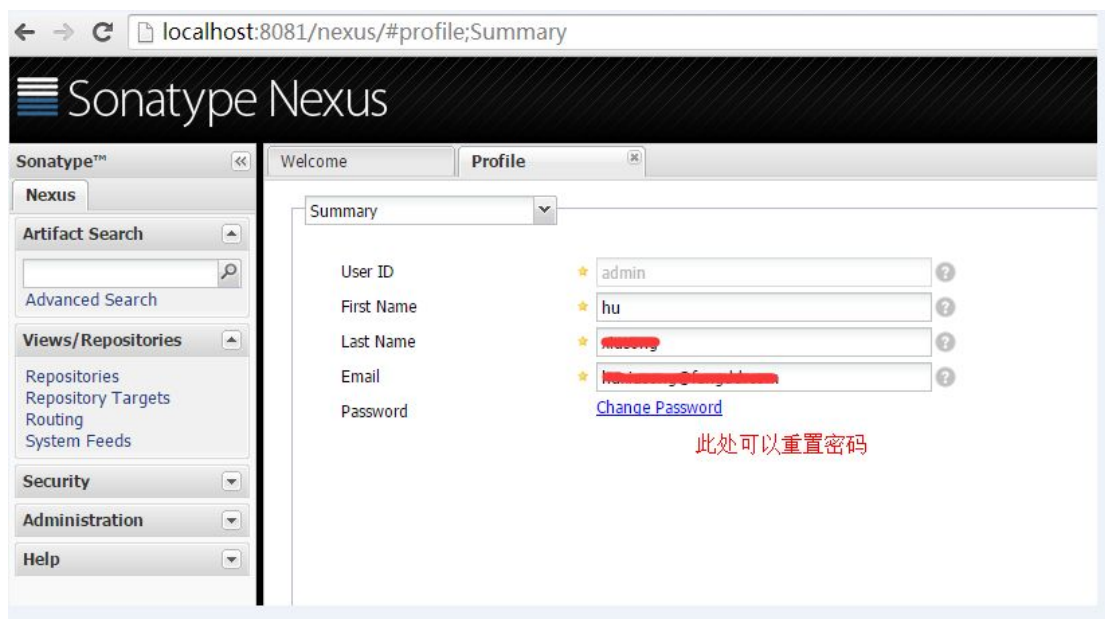 localhost:8081/nexus/#profile;Summary
Sonatype Nexus
Sonatype™
Nexus
Artifact Search
Advanced Search
Views/Repositories
Repositories
Repository Targets
Routing
System Feeds
Security
Administration
Help
Welcome
Profile
Summary
User ID
admin
First Name
hu
Last Name
Email
Password
Change Password
此处可以重置密码